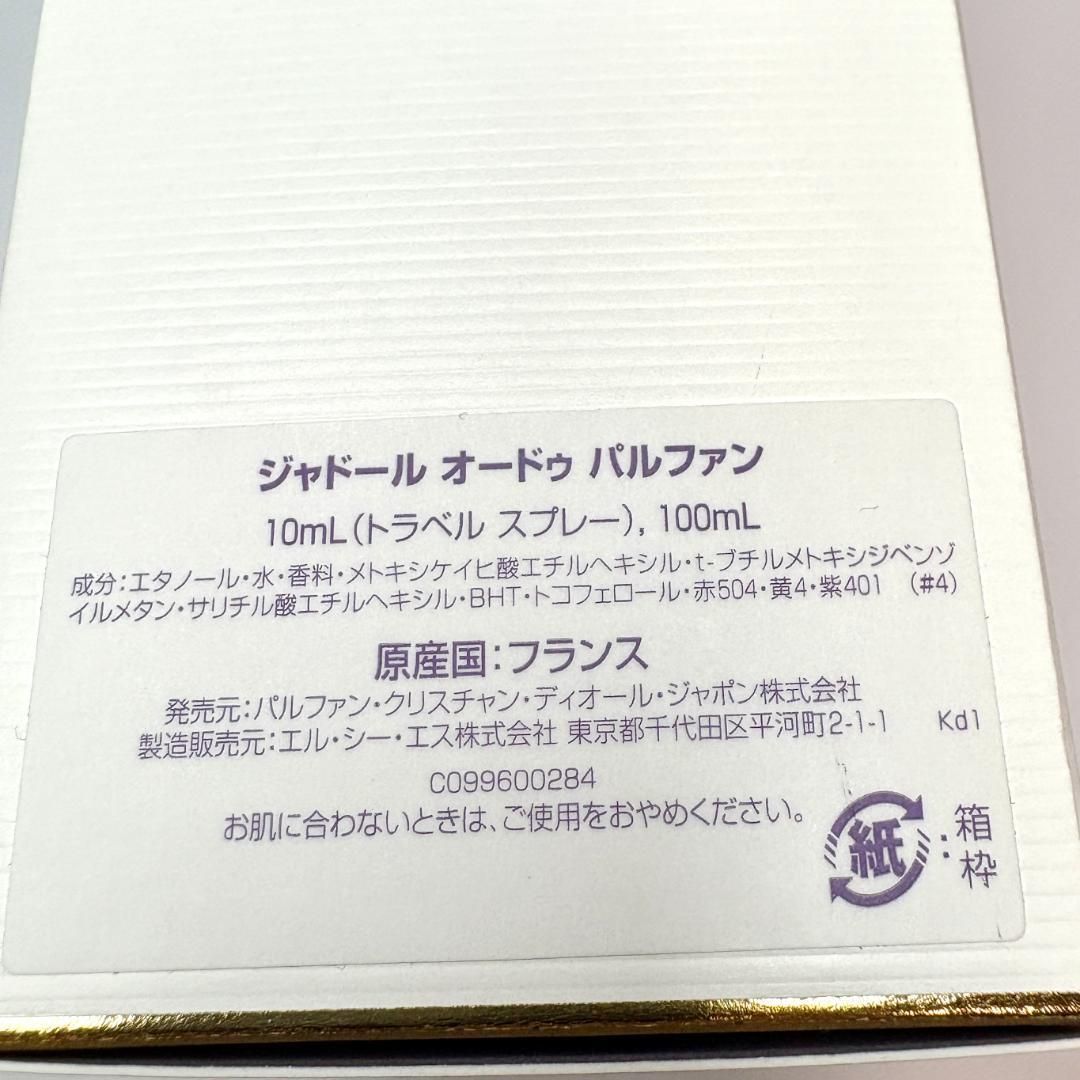 ジャドール オードゥ パルファン
10mL(トラベル スプレー), 100mL
成分:エタノール・水・香料・メトキシケイヒ酸エチルヘキシル・t-ブチルメトキシジベンゾ
イルメタン・サリチル酸エチルヘキシル・BHT・トコフェロール・赤504・黄4・紫401 (#4)
原産国:フランス
発売元:パルファン・クリスチャン・ディオール・ジャポン株式会社
製造販売元:エル・シー・エス株式会社 東京都千代田区平河町2-1-1 Kd1
C099600284
お肌に合わないときは、ご使用をおやめください。
紙:箱
枠